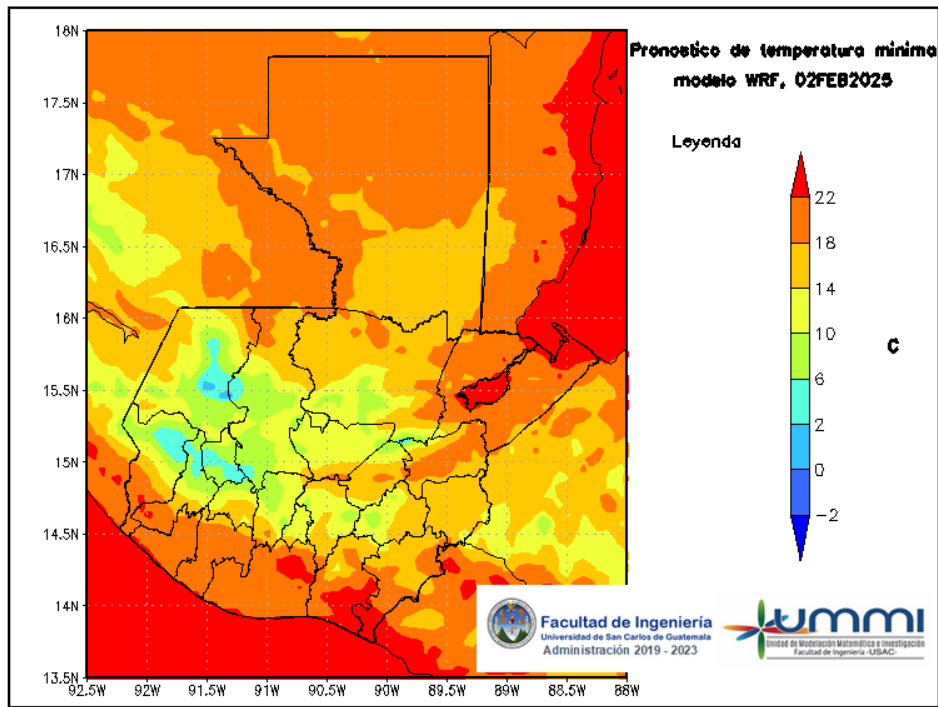 18N
17.5N
17N
16.5N
16N
15.5N
15N
14.5N
14N
13.5N
92.5W
92W
91.5W
91W
90.5W
90W
89.5W
89W
88.5W
88W
Pronostico de temperatura minima
modelo WRF, 02FEB2025
Leyenda
22
18
14
10
6
2
0
−2
C
Facultad de Ingeniería
Universidad de San Carlos de Guatemala
Administración 2019 - 2023
ummi
Unidad de Modelación Matemática e Investigación
Facultad de Ingeniería -USAC-